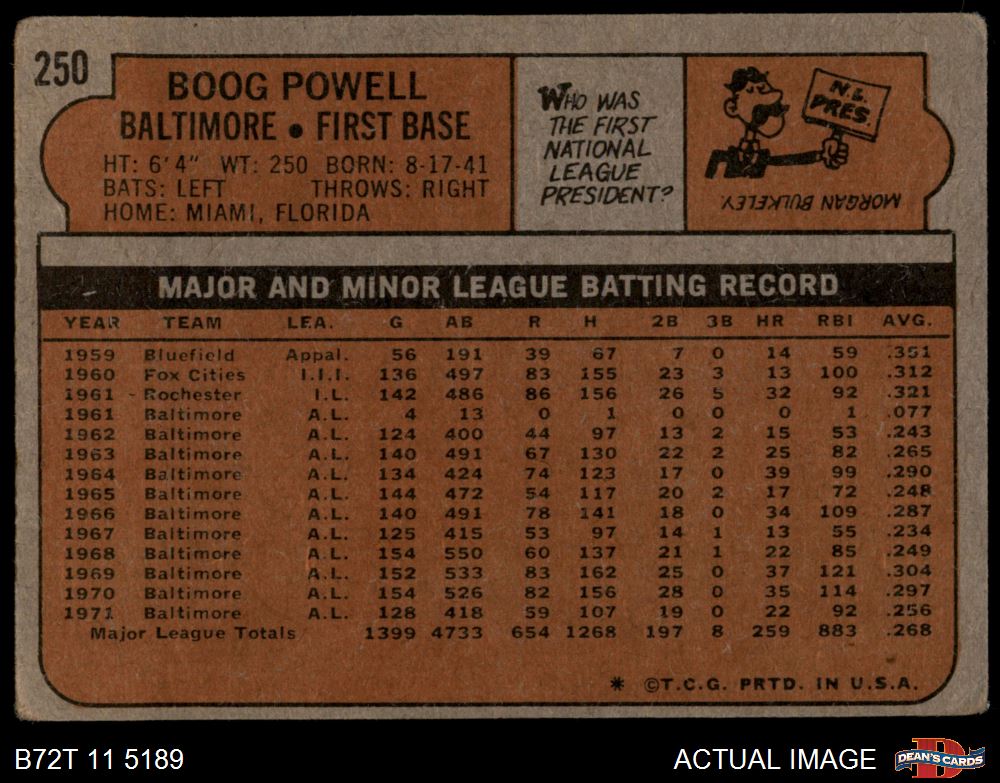 250
BOOG POWELL
BALTIMORE • FIRST BASE
HT: 6'4" WT: 250 BORN: 8-17-41
BATS: LEFT THROWS: RIGHT
HOME: MIAMI, FLORIDA
WHO WAS
THE FIRST
NATIONAL
LEAGUE
PRESIDENT?
N.L.
PRES.
MORGAN BULKELEY
MAJOR AND MINOR LEAGUE BATTING RECORD
YEAR TEAM LEA. G AB R H 2B 3B HR RBI AVG.
1959 Bluefield Appal. 56 191 39 67 7 0 14 59 .351
1960 Fox Cities I.I.I. 136 497 83 155 23 3 13 100 .312
1961 Rochester I.L. 142 486 86 156 26 5 32 92 .321
1961 Baltimore A.L. 4 13 0 1 0 0 0 1 .077
1962 Baltimore A.L. 124 400 44 97 13 2 15 53 .243
1963 Baltimore A.L. 140 491 67 130 22 2 25 82 .265
1964 Baltimore A.L. 134 424 74 123 17 0 39 99 .290
1965 Baltimore A.L. 144 472 54 117 20 2 17 72 .248
1966 Baltimore A.L. 140 491 78 141 18 0 34 109 .287
1967 Baltimore A.L. 125 415 53 97 14 1 13 55 .234
1968 Baltimore A.L. 154 550 60 137 21 1 22 85 .249
1969 Baltimore A.L. 152 533 83 162 25 0 37 121 .304
1970 Baltimore A.L. 154 526 82 156 28 0 35 114 .297
1971 Baltimore A.L. 128 418 59 107 19 0 22 92 .256
Major League Totals 1399 4733 654 1268 197 8 259 883 .268
* ©T.C.G. PRTD. IN U.S.A.
B72T 11 5189
ACTUAL IMAGE
D
DEAN'S CARDS